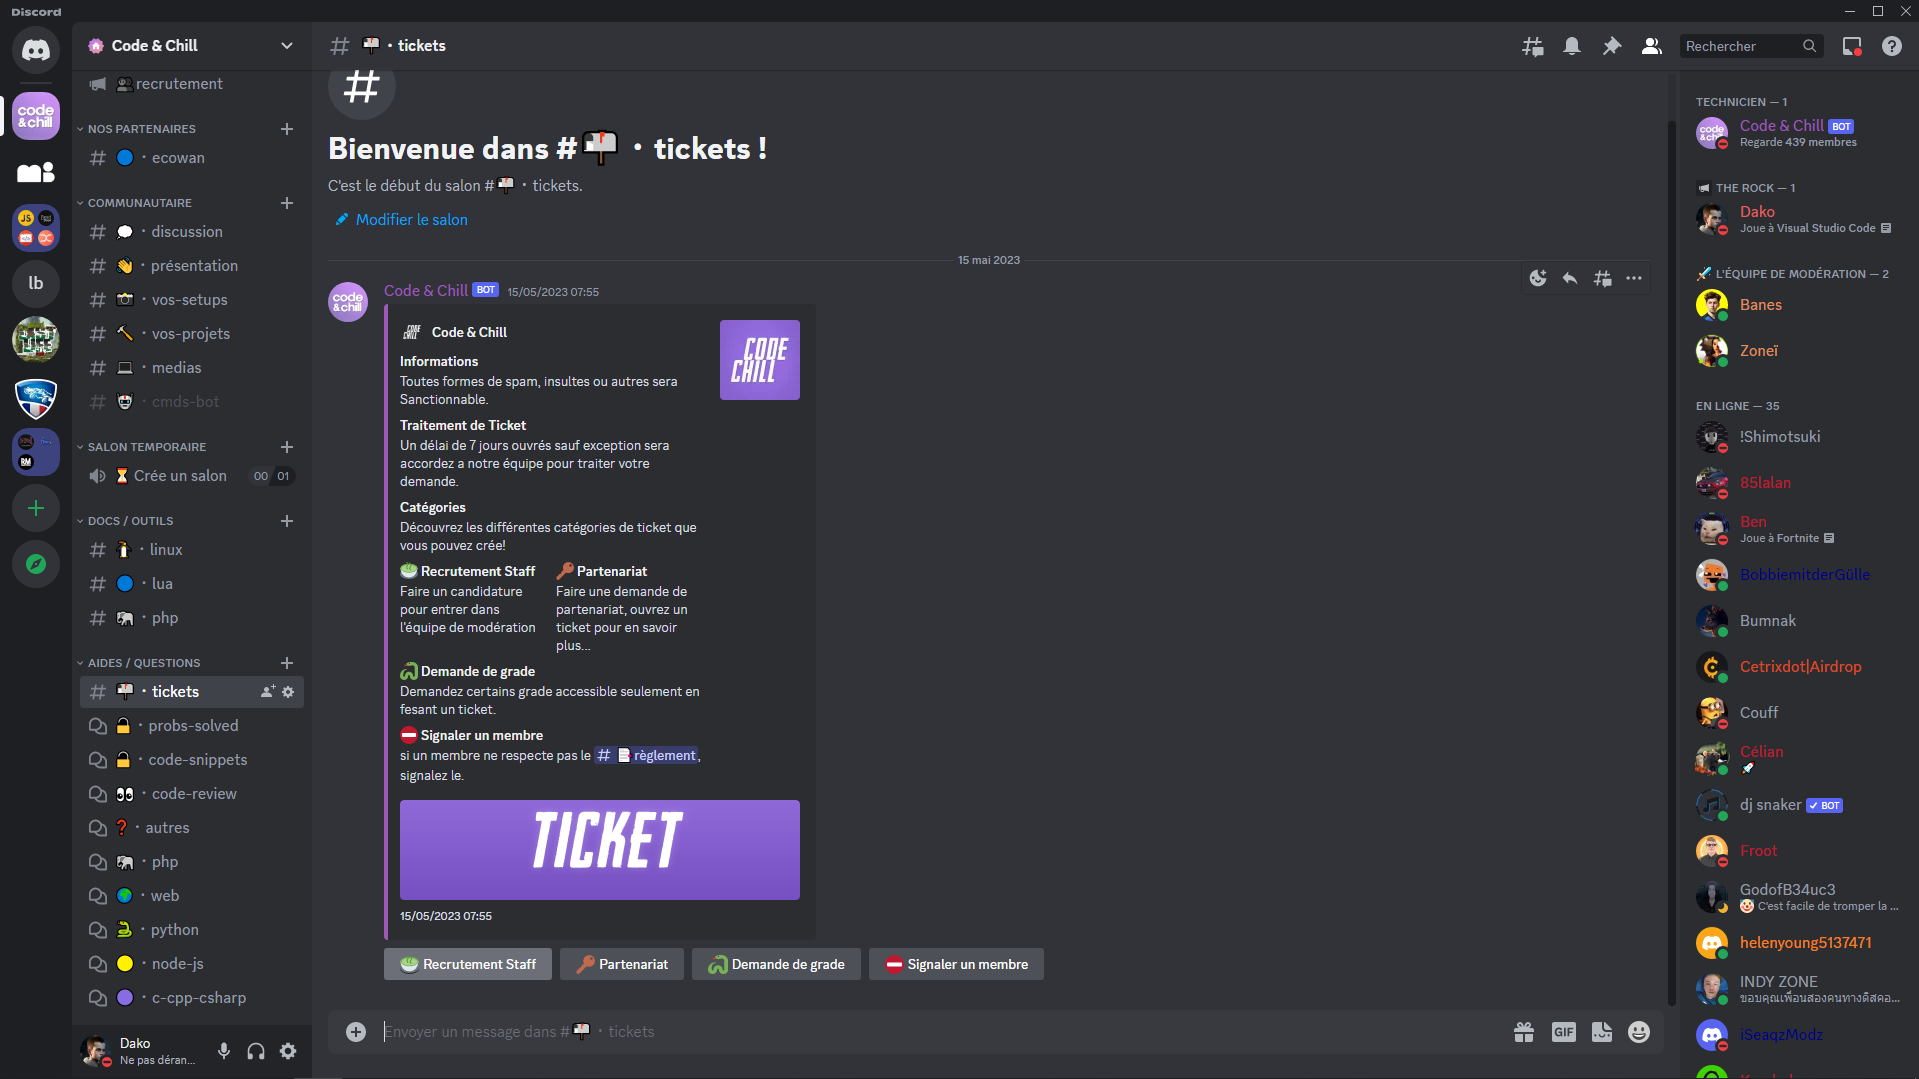 Discord
Code & Chill
recrutement
NOS PARTENAIRES
ecowan
COMMUNAUTAIRE
discussion
présentation
vos-setups
vos-projets
medias
cmds-bot
SALON TEMPORAIRE
Crée un salon 00 01
DOCS / OUTILS
linux
lua
php
AIDES / QUESTIONS
tickets
probs-solved
code-snippets
code-review
autres
php
web
python
node-js
c-cpp-csharp
Dako
Ne pas déran...
code
&chill
lb
JS
RM
# • tickets
Rechercher
Bienvenue dans # • tickets !
C'est le début du salon # • tickets.
Modifier le salon
15 mai 2023
code
&chill
Code & Chill BOT 15/05/2023 07:55
Code & Chill
CODE
CHILL
Informations
Toutes formes de spam, insultes ou autres sera
Sanctionnable.
Traitement de Ticket
Un délai de 7 jours ouvrés sauf exception sera
accordez a notre équipe pour traiter votre
demande.
Catégories
Découvrez les différentes catégories de ticket que
vous pouvez crée!
Recrutement Staff
Faire un candidature
pour entrer dans
l'équipe de modération
Partenariat
Faire une demande de
partenariat, ouvrez un
ticket pour en savoir
plus...
Demande de grade
Demandez certains grade accessible seulement en
fesant un ticket.
Signaler un membre
si un membre ne respecte pas le # règlement,
signalez le.
TICKET
15/05/2023 07:55
Recrutement Staff
Partenariat
Demande de grade
Signaler un membre
Envoyer un message dans # • tickets
GIF
TECHNICIEN — 1
Code & Chill BOT
Regarde 439 membres
THE ROCK — 1
Dako
Joue à Visual Studio Code
L'ÉQUIPE DE MODÉRATION — 2
Banes
Zoneï
EN LIGNE — 35
!Shimotsuki
85lalan
Ben
Joue à Fortnite
BobbiemitderGülle
Bumnak
Cetrixdot|Airdrop
Couff
Célian
dj snaker BOT
Froot
GodofB34uc3
C'est facile de tromper la ...
helenyoung5137471
INDY ZONE
ขอบคุณเพื่อนสองคนทางดิสคอ...
iSeaqzModz